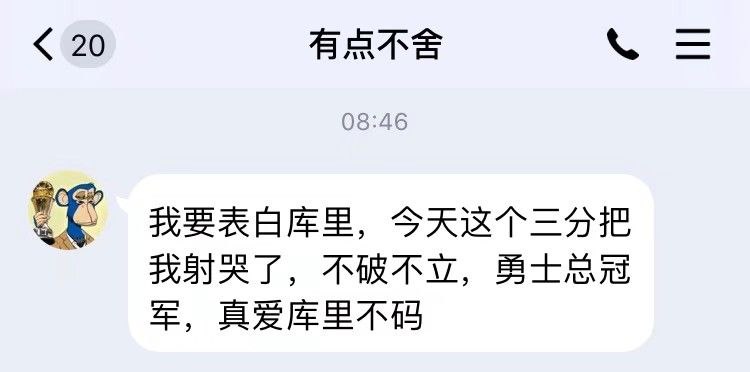 20
有点不舍
08:46
我要表白库里，今天这个三分把
我射哭了，不破不立，勇士总冠
军，真爱库里不码